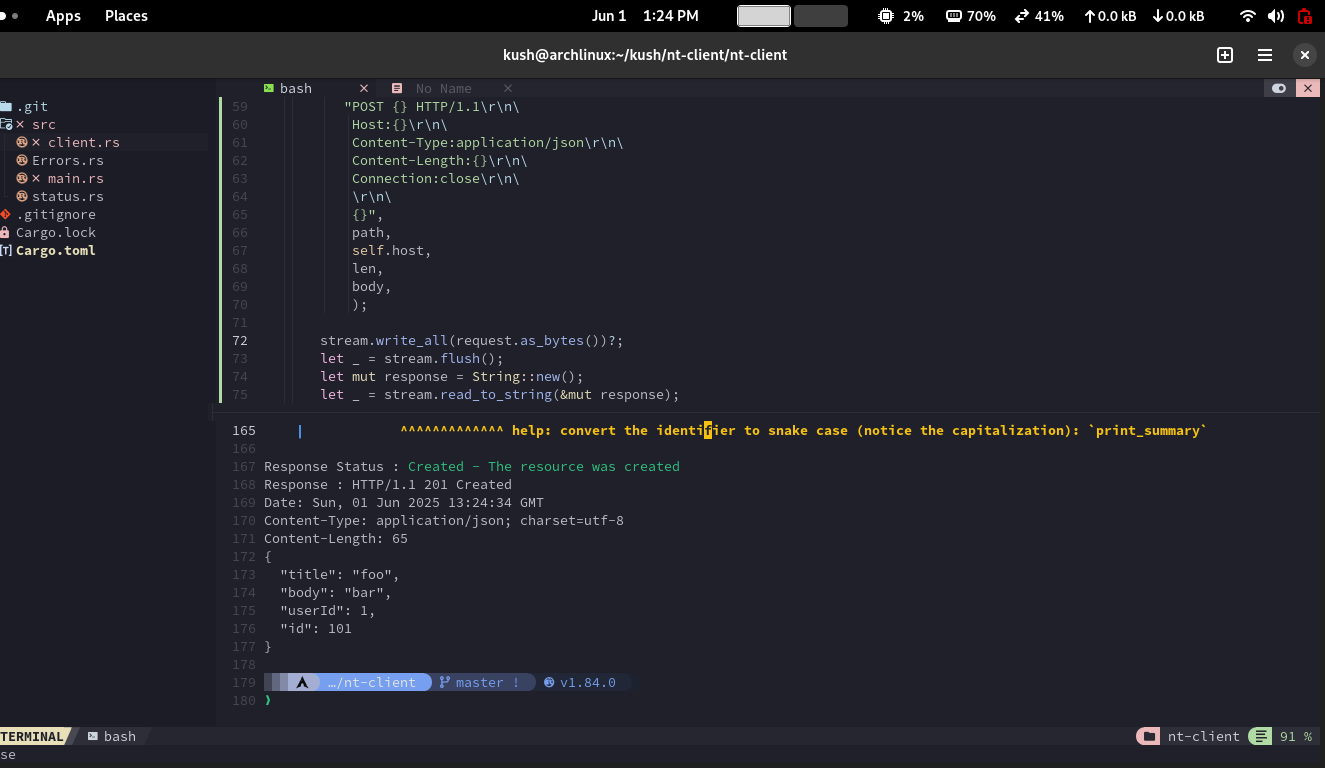 Apps Places Jun 1 1:24 PM 2% 70% 41% ↑0.0 kB ↓0.0 kB
kush@archlinux:~/kush/nt-client/nt-client
bash × No Name ×
.git
× src
× client.rs
Errors.rs
× main.rs
status.rs
.gitignore
Cargo.lock
[T] Cargo.toml
59 "POST {} HTTP/1.1\r\n\
60 Host:{}\r\n\
61 Content-Type:application/json\r\n\
62 Content-Length:{}\r\n\
63 Connection:close\r\n\
64 \r\n\
65 {}",
66 path,
67 self.host,
68 len,
69 body,
70 );
71
72 stream.write_all(request.as_bytes())?;
73 let _ = stream.flush();
74 let mut response = String::new();
75 let _ = stream.read_to_string(&mut response);
165 | ^^^^^^^^^^^^^ help: convert the identifier to snake case (notice the capitalization): `print_summary`
166
167 Response Status : Created - The resource was created
168 Response : HTTP/1.1 201 Created
169 Date: Sun, 01 Jun 2025 13:24:34 GMT
170 Content-Type: application/json; charset=utf-8
171 Content-Length: 65
172 {
173 "title": "foo",
174 "body": "bar",
175 "userId": 1,
176 "id": 101
177 }
178
179 …/nt-client master ! v1.84.0
180 ❯
TERMINAL bash nt-client 91 %
se